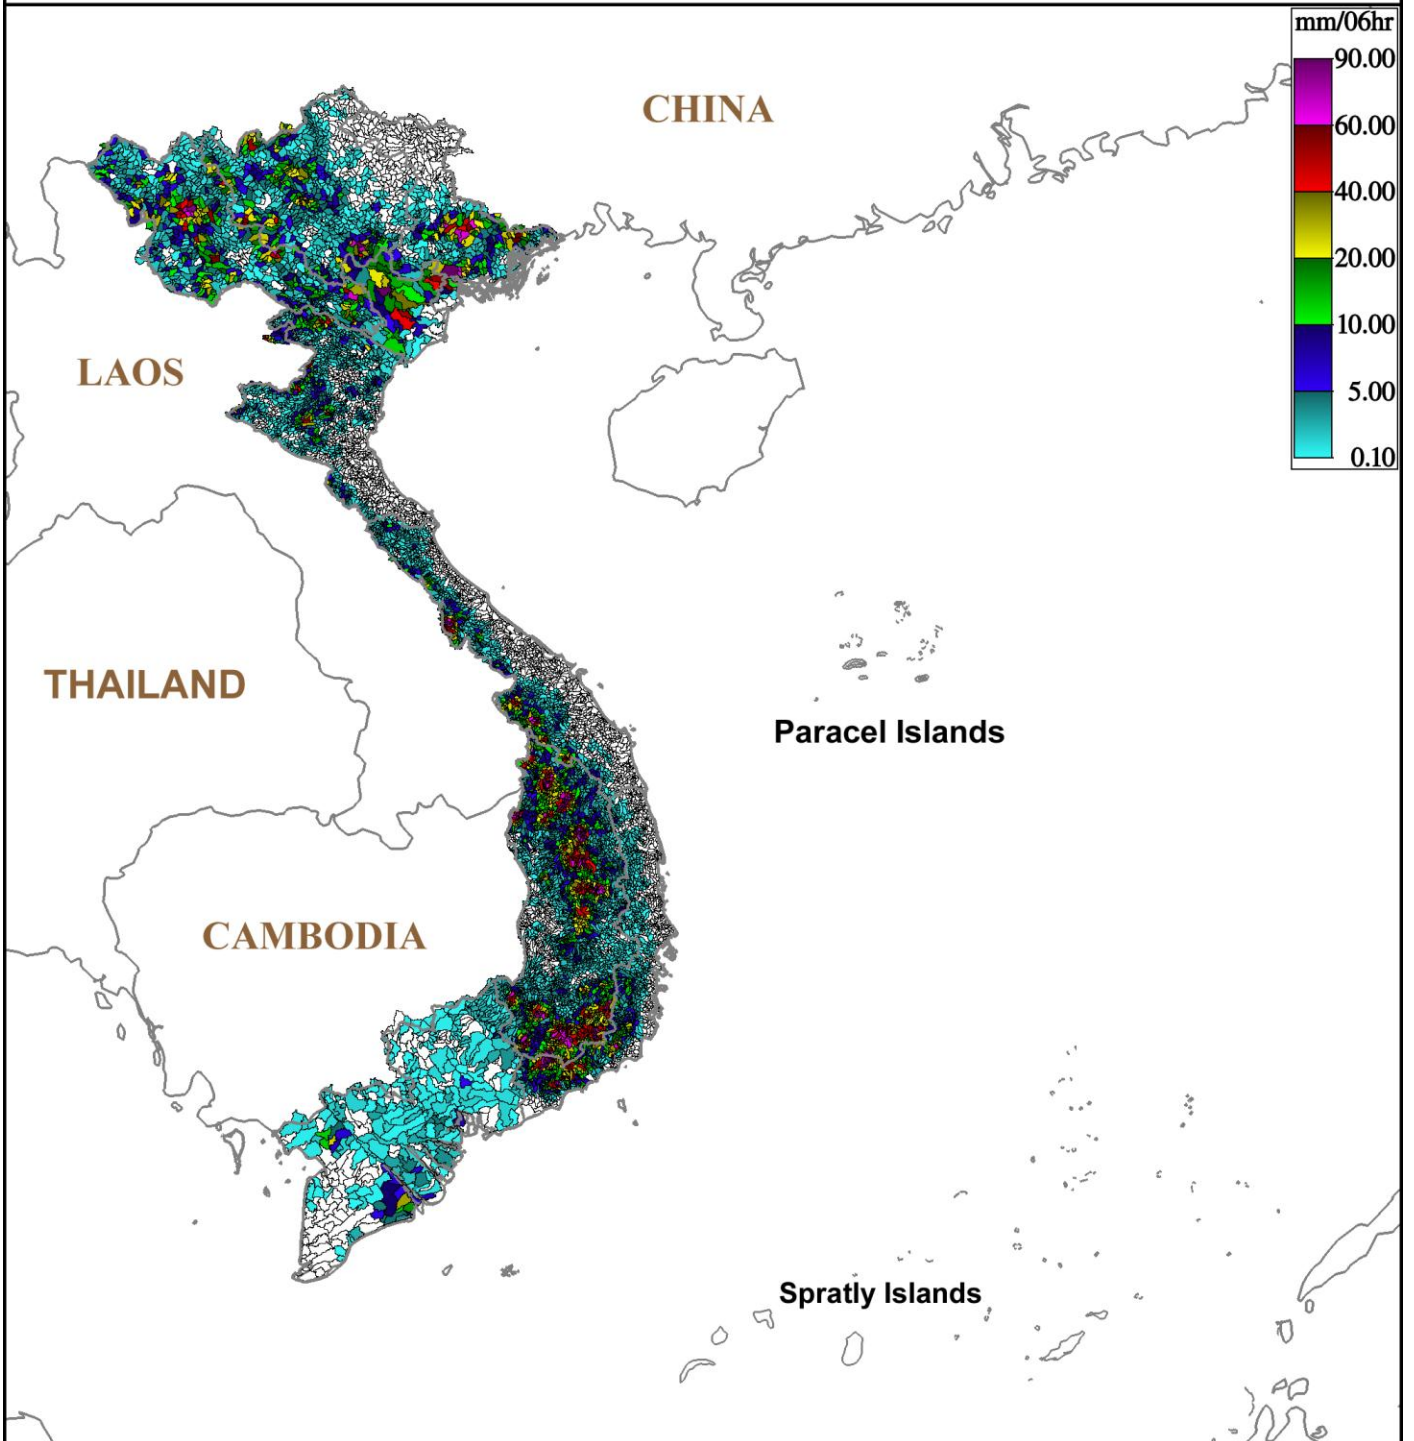 mm/06hr
90.00
60.00
40.00
20.00
10.00
5.00
0.10
CHINA
LAOS
THAILAND
Paracel Islands
CAMBODIA
Spratly Islands